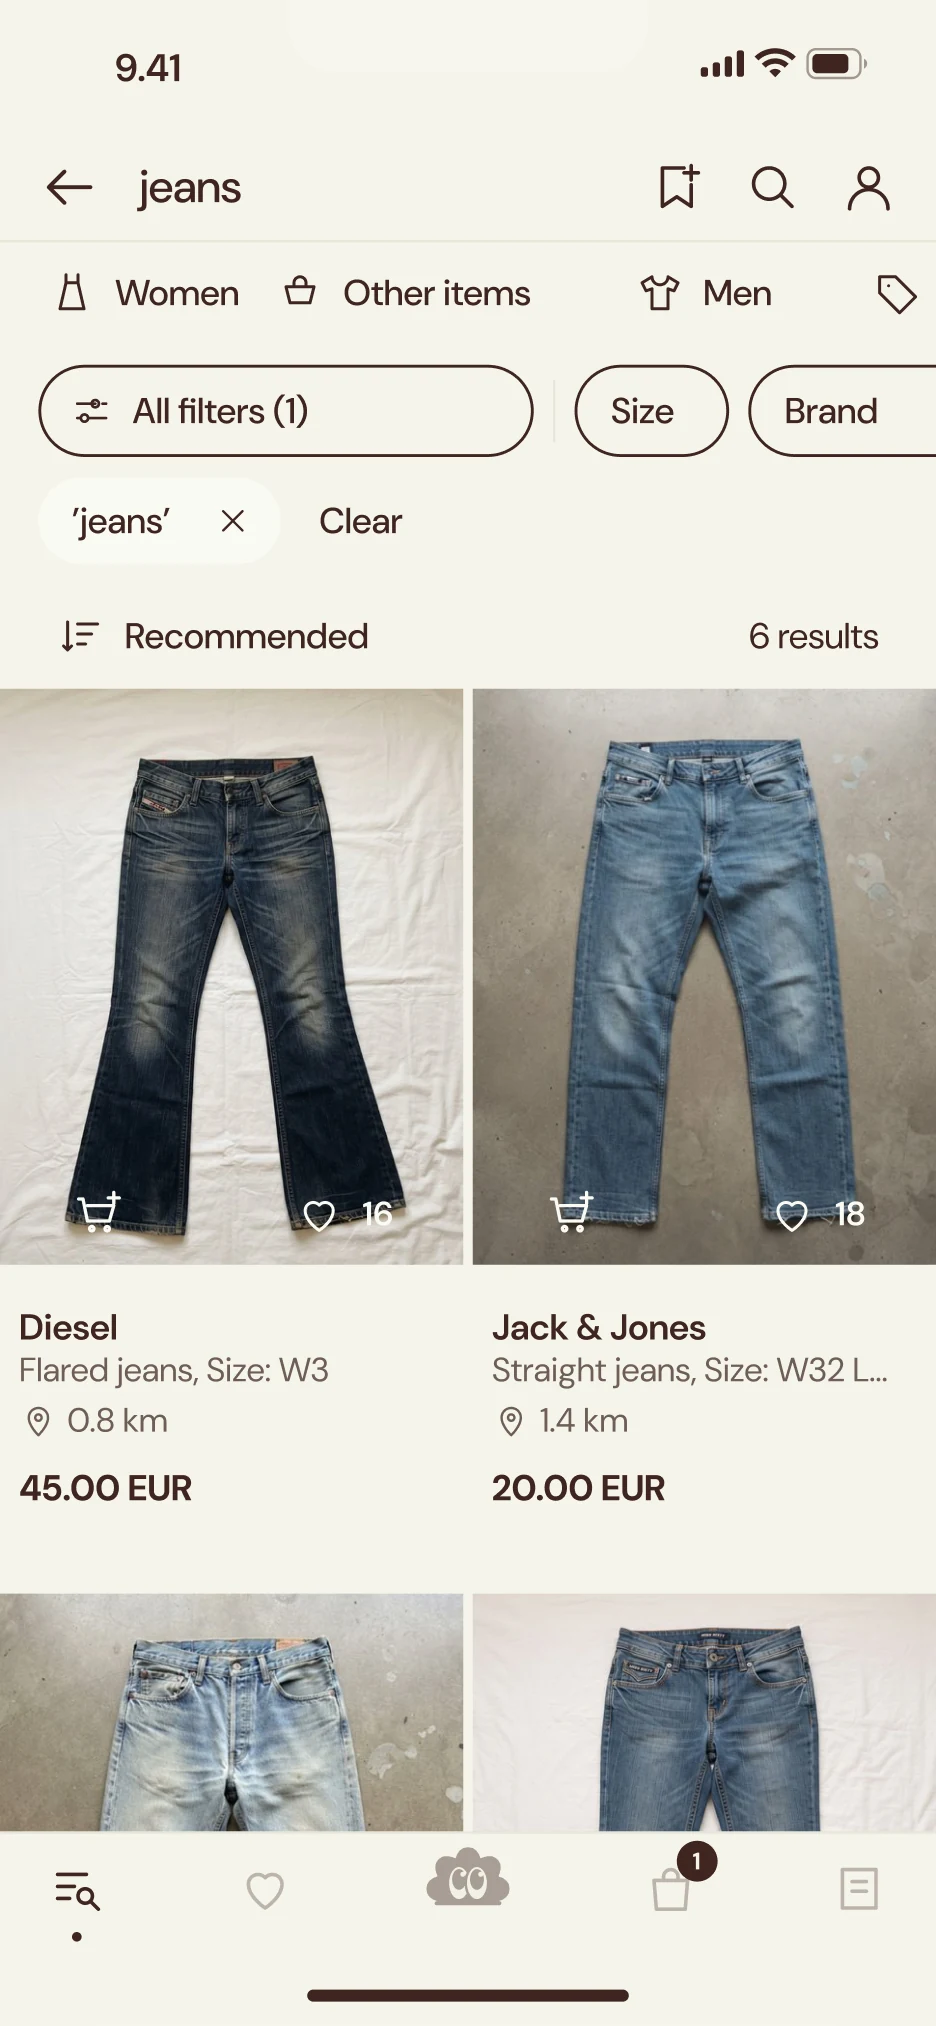 9.41
jeans
Women
Other items
Men
All filters (1)
Size
Brand
'jeans'
Clear
Recommended
6 results
16
18
Diesel
Flared jeans, Size: W3
0.8 km
45.00 EUR
Jack & Jones
Straight jeans, Size: W32 L...
1.4 km
20.00 EUR
1